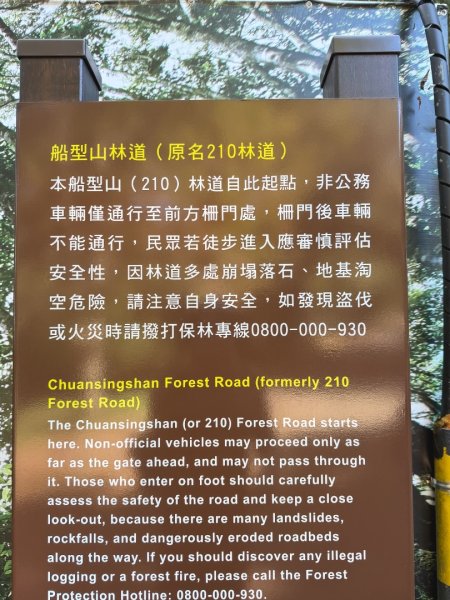 船型山林道（原名210林道）
本船型山（210）林道自此起點，非公務
車輛僅通行至前方柵門處，柵門後車輛
不能通行，民眾若徒步進入應審慎評估
安全性，因林道多處崩塌落石、地基淘
空危險，請注意自身安全，如發現盜伐
或火災時請撥打保林專線0800-000-930
Chuansingshan Forest Road (formerly 210
Forest Road)
The Chuansingshan (or 210) Forest Road starts
here. Non-official vehicles may proceed only as
far as the gate ahead, and may not pass through
it. Those who enter on foot should carefully
assess the safety of the road and keep a close
look-out, because there are many landslides,
rockfalls, and dangerously eroded roadbeds
along the way. If you should discover any illegal
logging or a forest fire, please call the Forest
Protection Hotline: 0800-000-930.